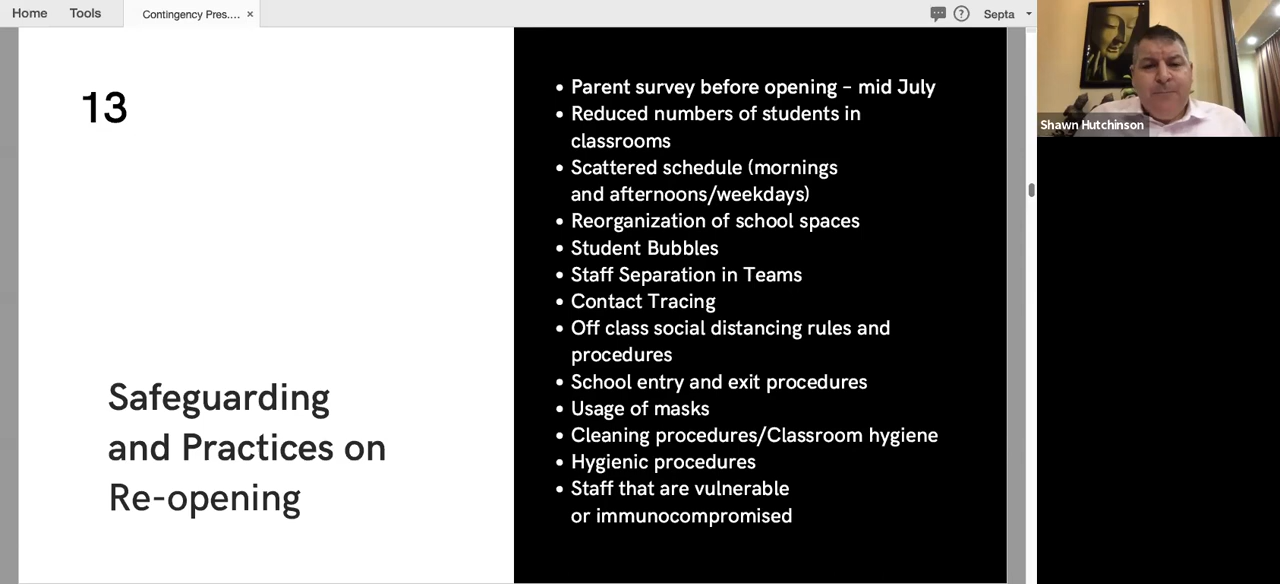 Home Tools Contingency Pres.... × ? Septa
13
Safeguarding
and Practices on
Re-opening
• Parent survey before opening – mid July
• Reduced numbers of students in
classrooms
• Scattered schedule (mornings
and afternoons/weekdays)
• Reorganization of school spaces
• Student Bubbles
• Staff Separation in Teams
• Contact Tracing
• Off class social distancing rules and
procedures
• School entry and exit procedures
• Usage of masks
• Cleaning procedures/Classroom hygiene
• Hygienic procedures
• Staff that are vulnerable
or immunocompromised
Shawn Hutchinson